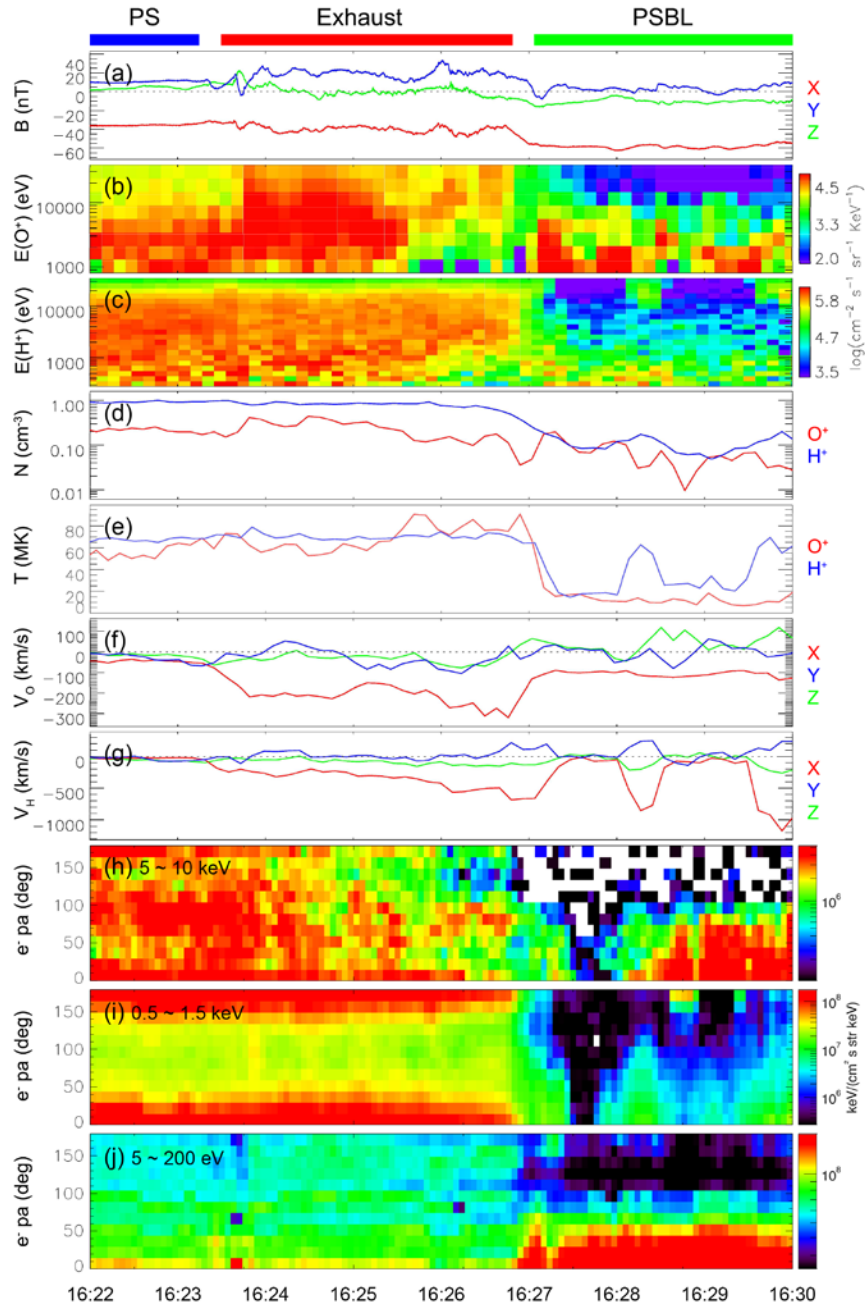 PS Exhaust PSBL
(a)
B (nT)
40
20
0
−20
−40
−60
X
Y
Z
(b)
E(O⁺) (eV)
10000
1000
4.5
3.3
2.0
(c)
E(H⁺) (eV)
10000
1000
5.8
4.7
3.5
log(cm⁻² s⁻¹ sr⁻¹ KeV⁻¹)
(d)
N (cm⁻³)
1.00
0.10
0.01
O⁺
H⁺
(e)
T (MK)
80
60
40
20
0
O⁺
H⁺
(f)
V_O (km/s)
100
0
−100
−200
−300
X
Y
Z
(g)
V_H (km/s)
0
−500
−1000
X
Y
Z
(h) 5 ~ 10 keV
e⁻ pa (deg)
150
100
50
0
10⁶
(i) 0.5 ~ 1.5 keV
e⁻ pa (deg)
150
100
50
0
10⁸
10⁷
10⁶
keV/(cm² s str keV)
(j) 5 ~ 200 eV
e⁻ pa (deg)
150
100
50
0
10⁸
16:22 16:23 16:24 16:25 16:26 16:27 16:28 16:29 16:30